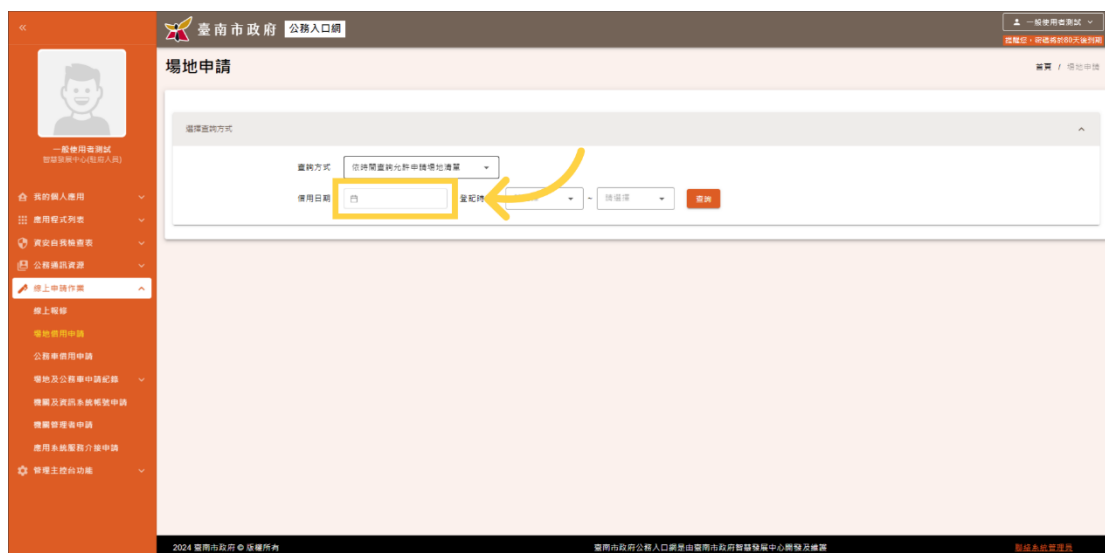 «
臺南市政府 公務入口網
一般使用者測試
提醒您，密碼將於80天後到期
場地申請
首頁 / 場地申請
選擇查詢方式
一般使用者測試
智慧發展中心(駐府人員)
查詢方式 依時間查詢允許申請場地清單
借用日期 登記時 ~ 請選擇 查詢
我的個人應用
應用程式列表
資安自我檢查表
公務通訊資源
線上申請作業
線上報修
場地借用申請
公務車借用申請
場地及公務車申請紀錄
機關及資訊系統帳號申請
機關管理者申請
應用系統服務介接申請
管理主控台功能
2024 臺南市政府 © 版權所有
臺南市政府公務入口網是由臺南市政府智慧發展中心開發及維護
聯絡系統管理員